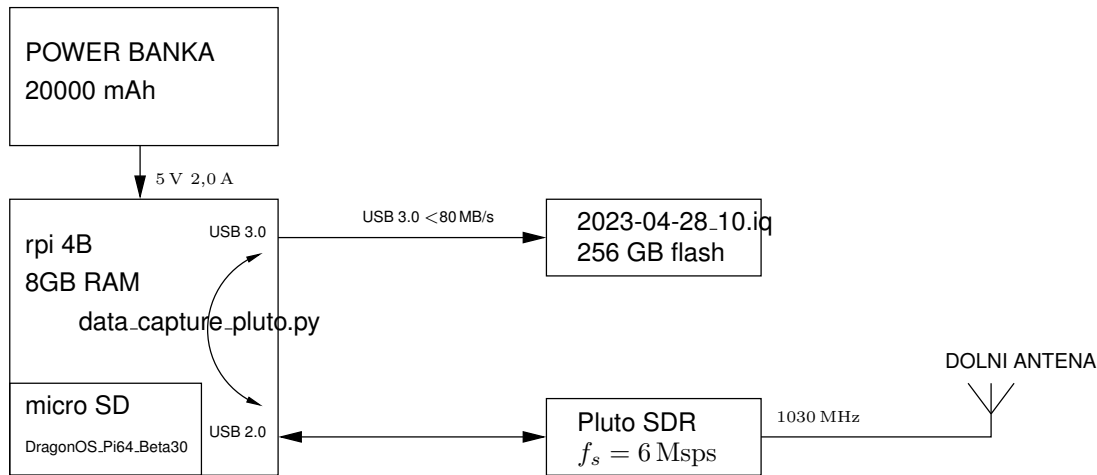 POWER BANKA
20000 mAh
5 V 2,0 A
rpi 4B
8GB RAM
USB 3.0
USB 3.0 <80 MB/s
2023-04-28_10.iq
256 GB flash
data_capture_pluto.py
micro SD
DragonOS_Pi64_Beta30
USB 2.0
Pluto SDR
f_s = 6 Msps
1030 MHz
DOLNI ANTENA